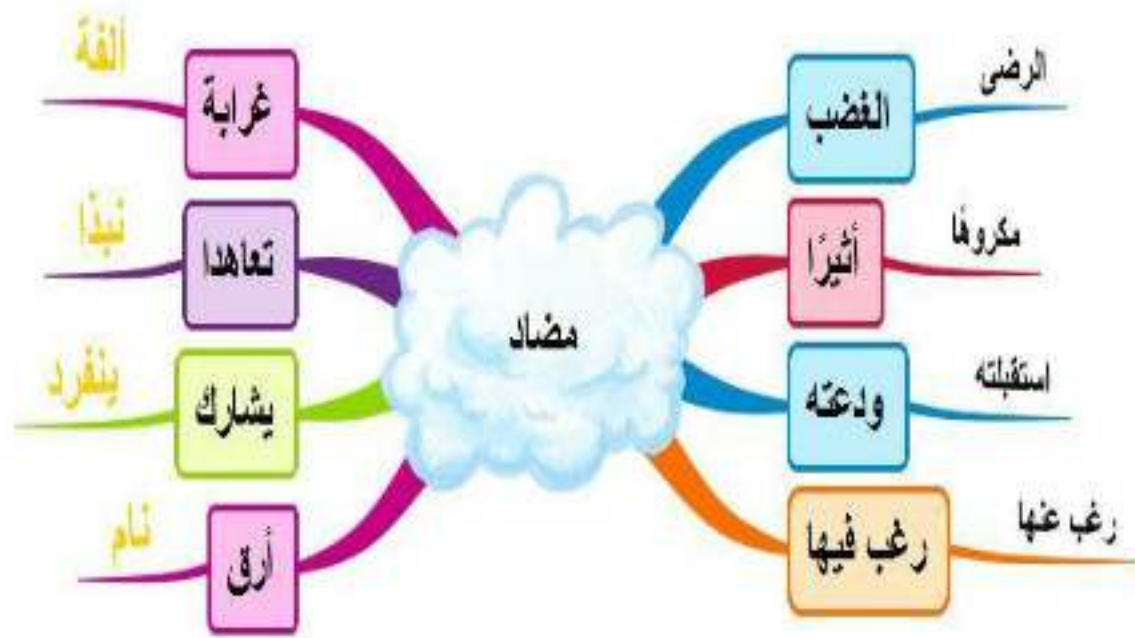 مضاد
الغضب
الرضى
أثيرًا
مكروهًا
ودعته
استقبلته
رغب فيها
رغب عنها
غرابة
ألفة
تعاهدا
نبذا
يشارك
ينفرد
أرق
نام